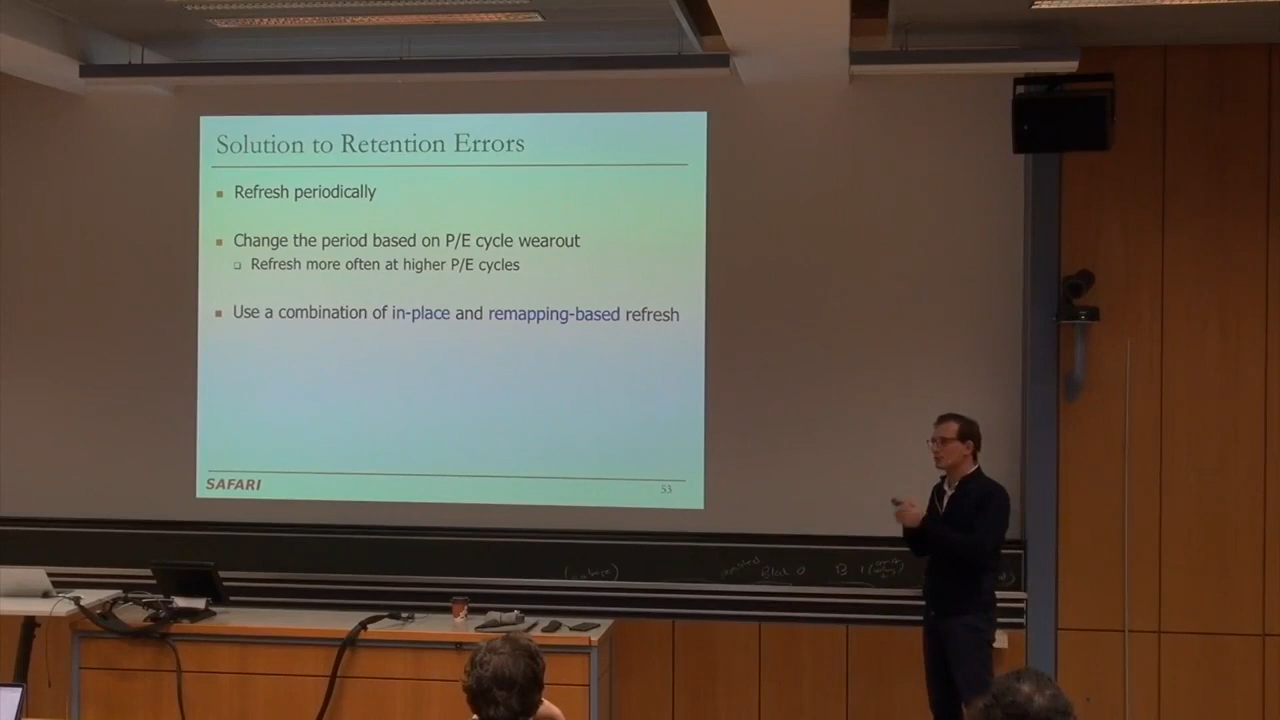 Solution to Retention Errors
Refresh periodically
Change the period based on P/E cycle wearout
Refresh more often at higher P/E cycles
Use a combination of in-place and remapping-based refresh
SAFARI
53